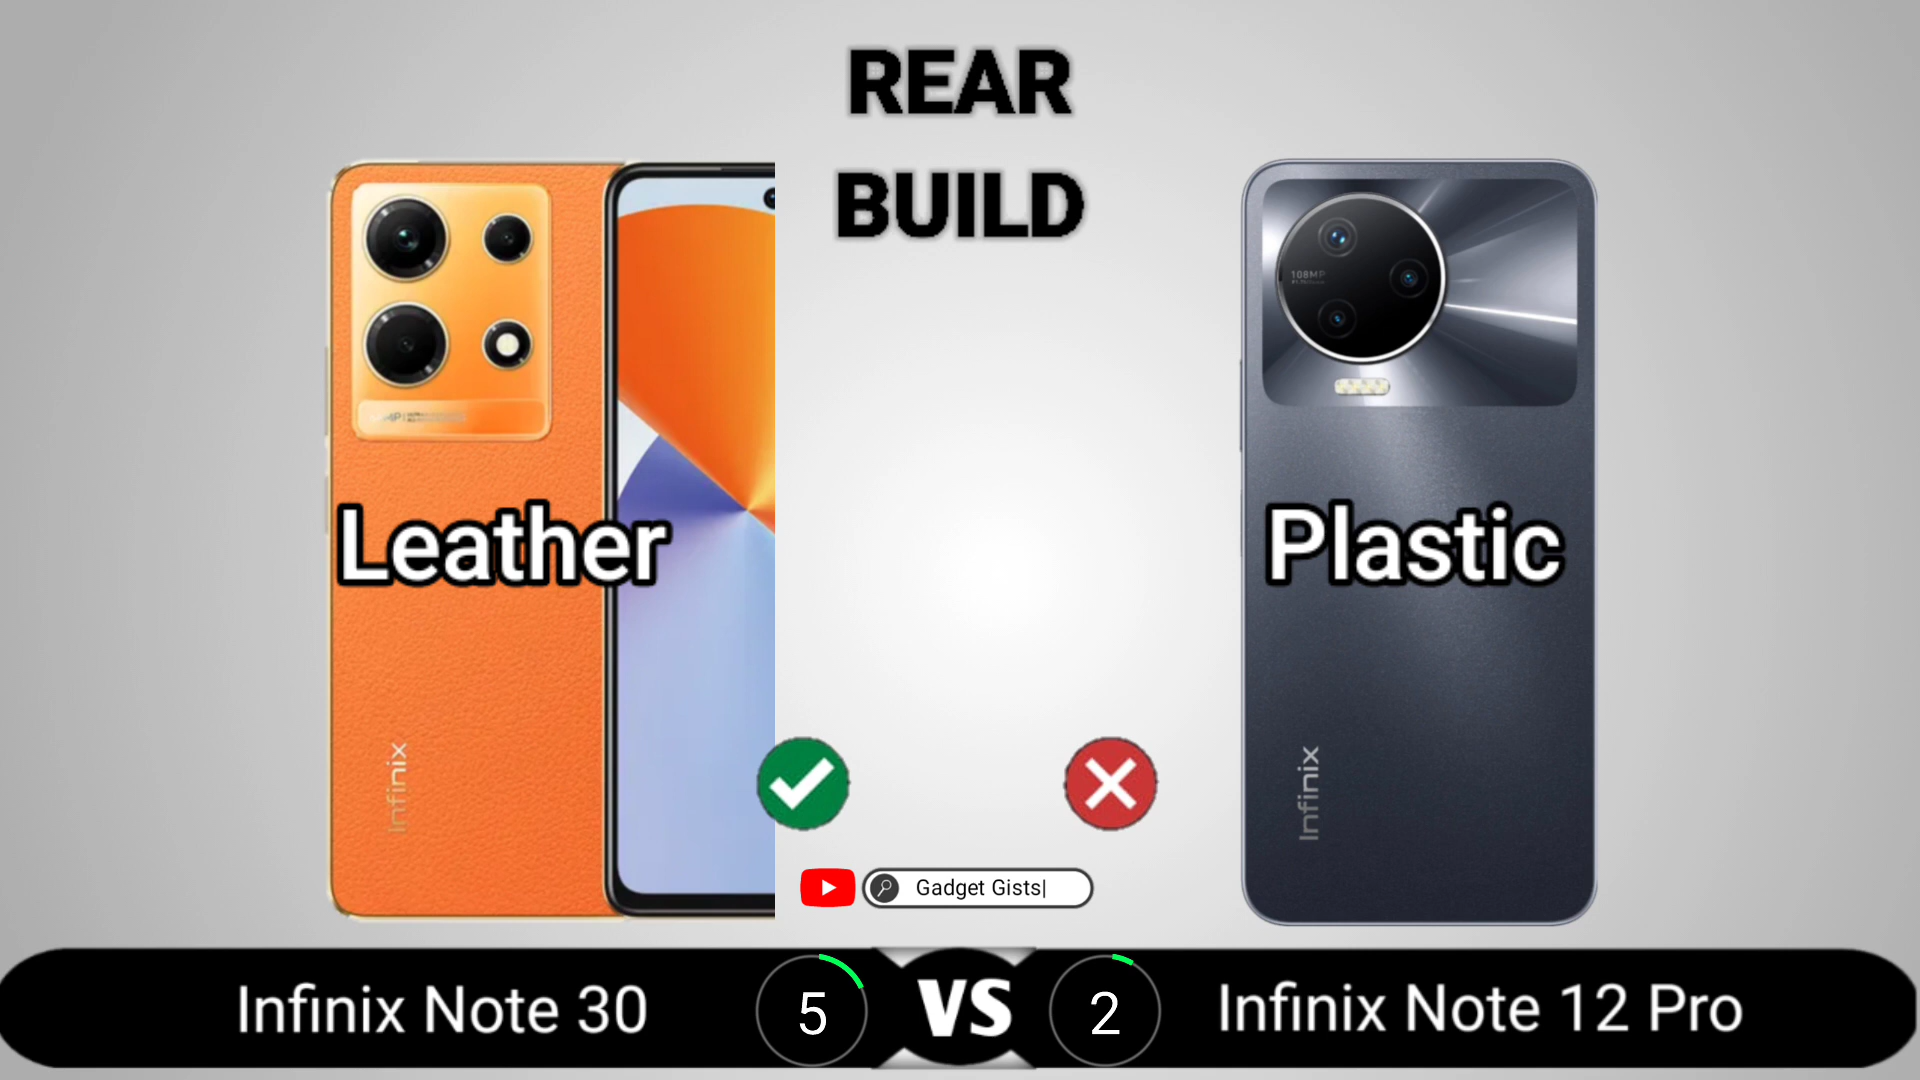 REAR
BUILD
108MP
Leather
Plastic
Infinix
Infinix
Gadget Gists|
Infinix Note 30
5
VS
2
Infinix Note 12 Pro